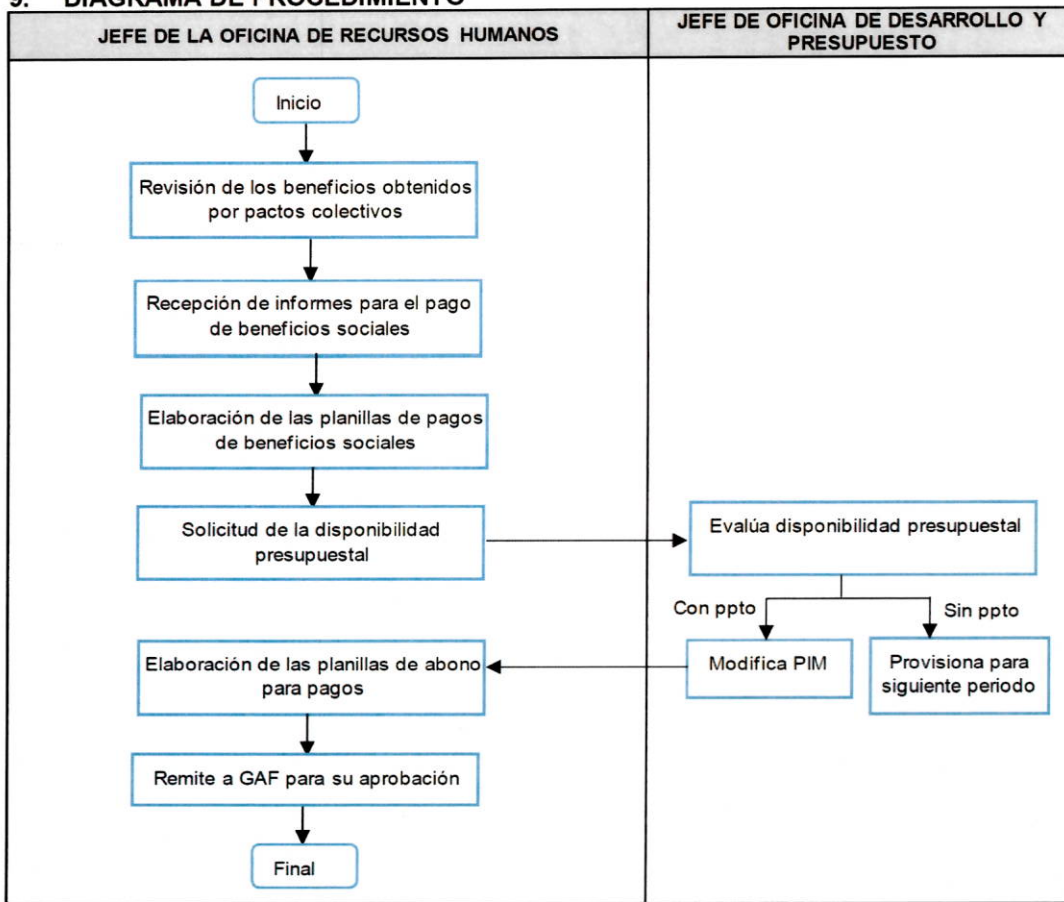 9. DIAGRAMA DE PROCEDIMIENTO
JEFE DE LA OFICINA DE RECURSOS HUMANOS
JEFE DE OFICINA DE DESARROLLO Y
PRESUPUESTO
Inicio
Revisión de los beneficios obtenidos
por pactos colectivos
Recepción de informes para el pago
de beneficios sociales
Elaboración de las planillas de pagos
de beneficios sociales
Solicitud de la disponibilidad
presupuestal
Evalúa disponibilidad presupuestal
Con ppto
Sin ppto
Modifica PIM
Provisiona para
siguiente periodo
Elaboración de las planillas de abono
para pagos
Remite a GAF para su aprobación
Final